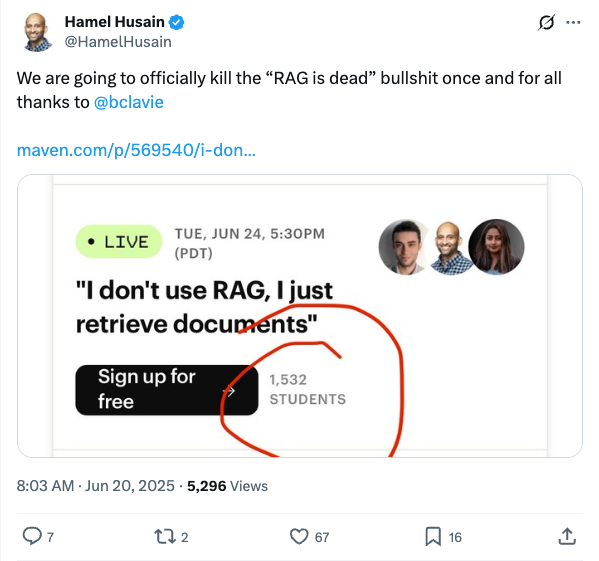 Hamel Husain
@HamelHusain
We are going to officially kill the “RAG is dead” bullshit once and for all
thanks to @bclavie
maven.com/p/569540/i-don...
• LIVE
TUE, JUN 24, 5:30PM
(PDT)
"I don't use RAG, I just
retrieve documents"
Sign up for
free →
1,532
STUDENTS
8:03 AM · Jun 20, 2025 · 5,296 Views
7 2 67 16